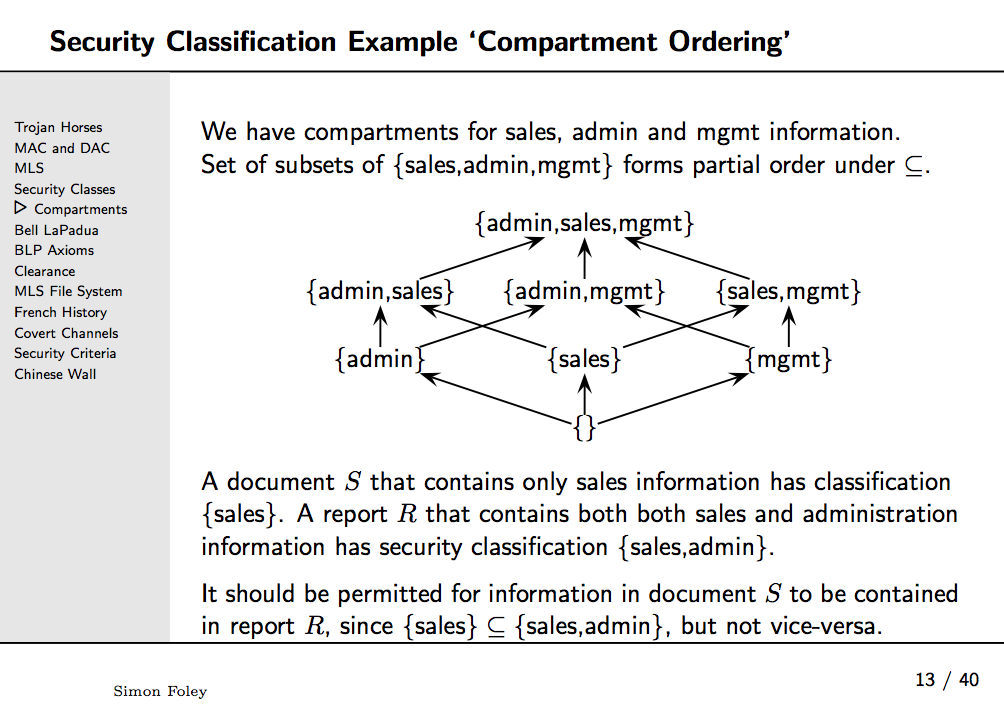 Security Classification Example ‘Compartment Ordering’
Trojan Horses
MAC and DAC
MLS
Security Classes
▷ Compartments
Bell LaPadua
BLP Axioms
Clearance
MLS File System
French History
Covert Channels
Security Criteria
Chinese Wall
We have compartments for sales, admin and mgmt information.
Set of subsets of {sales,admin,mgmt} forms partial order under ⊆.
{admin,sales,mgmt}
{admin,sales} {admin,mgmt} {sales,mgmt}
{admin} {sales} {mgmt}
{}
A document S that contains only sales information has classification
{sales}. A report R that contains both both sales and administration
information has security classification {sales,admin}.
It should be permitted for information in document S to be contained
in report R, since {sales} ⊆ {sales,admin}, but not vice-versa.
Simon Foley
13 / 40